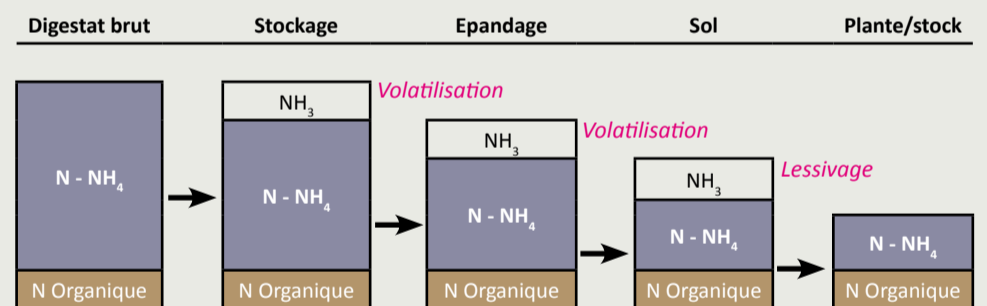 Digestat brut Stockage Epandage Sol Plante/stock
NH₃ Volatilisation
NH₃ Volatilisation
NH₃ Lessivage
N - NH₄
N - NH₄
N - NH₄
N - NH₄
N - NH₄
N Organique N Organique N Organique N Organique N Organique